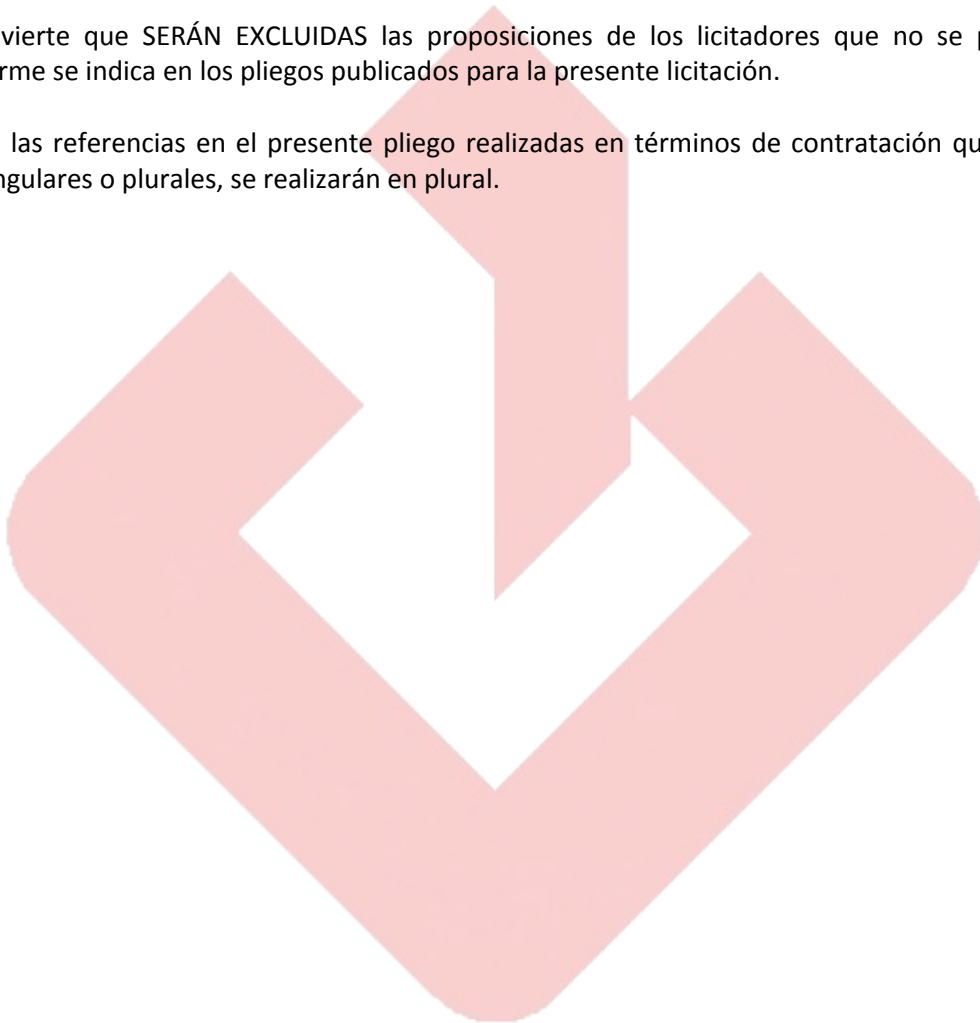 vierte que SERÁN EXCLUIDAS las proposiciones de los licitadores que no se
rme se indica en los pliegos publicados para la presente licitación.
las referencias en el presente pliego realizadas en términos de contratación
ngulares o plurales, se realizarán en plural.